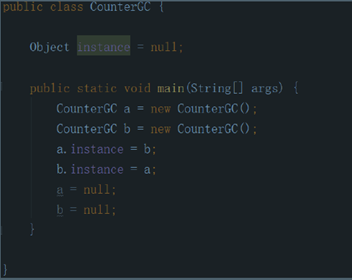 public class CounterGC {
Object instance = null;
public static void main(String[] args) {
CounterGC a = new CounterGC();
CounterGC b = new CounterGC();
a.instance = b;
b.instance = a;
a = null;
b = null;
}
}